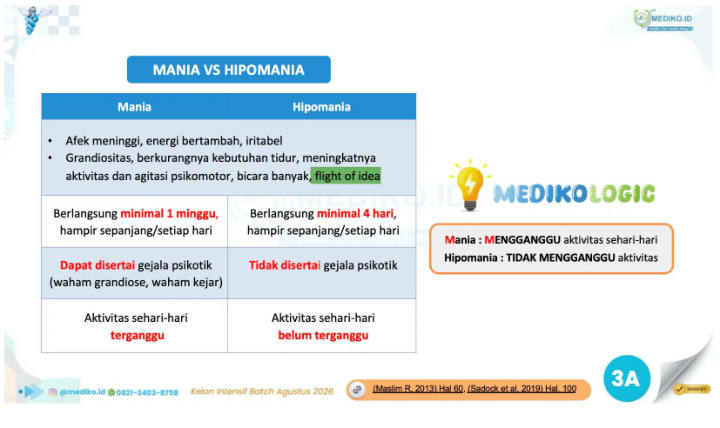 MEDIKO.ID
MANIA VS HIPOMANIA
Mania
Hipomania
• Afek meninggi, energi bertambah, iritabel
• Grandiositas, berkurangnya kebutuhan tidur, meningkatnya
aktivitas dan agitasi psikomotor, bicara banyak, flight of idea
Berlangsung minimal 1 minggu,
hampir sepanjang/setiap hari
Berlangsung minimal 4 hari,
hampir sepanjang/setiap hari
Dapat disertai gejala psikotik
(waham grandiose, waham kejar)
Tidak disertai gejala psikotik
Aktivitas sehari-hari
terganggu
Aktivitas sehari-hari
belum terganggu
MEDIKO.ID
MEDIKOLOGIC
Mania : MENGGANGGU aktivitas sehari-hari
Hipomania : TIDAK MENGGANGGU aktivitas
@mediko.id 0821-3403-8758
Kelon Intensif Batch Agustus 2026
(Maslim R, 2013) Hal 60, (Sadock et al, 2019) Hal. 100
3A
VERIFIED